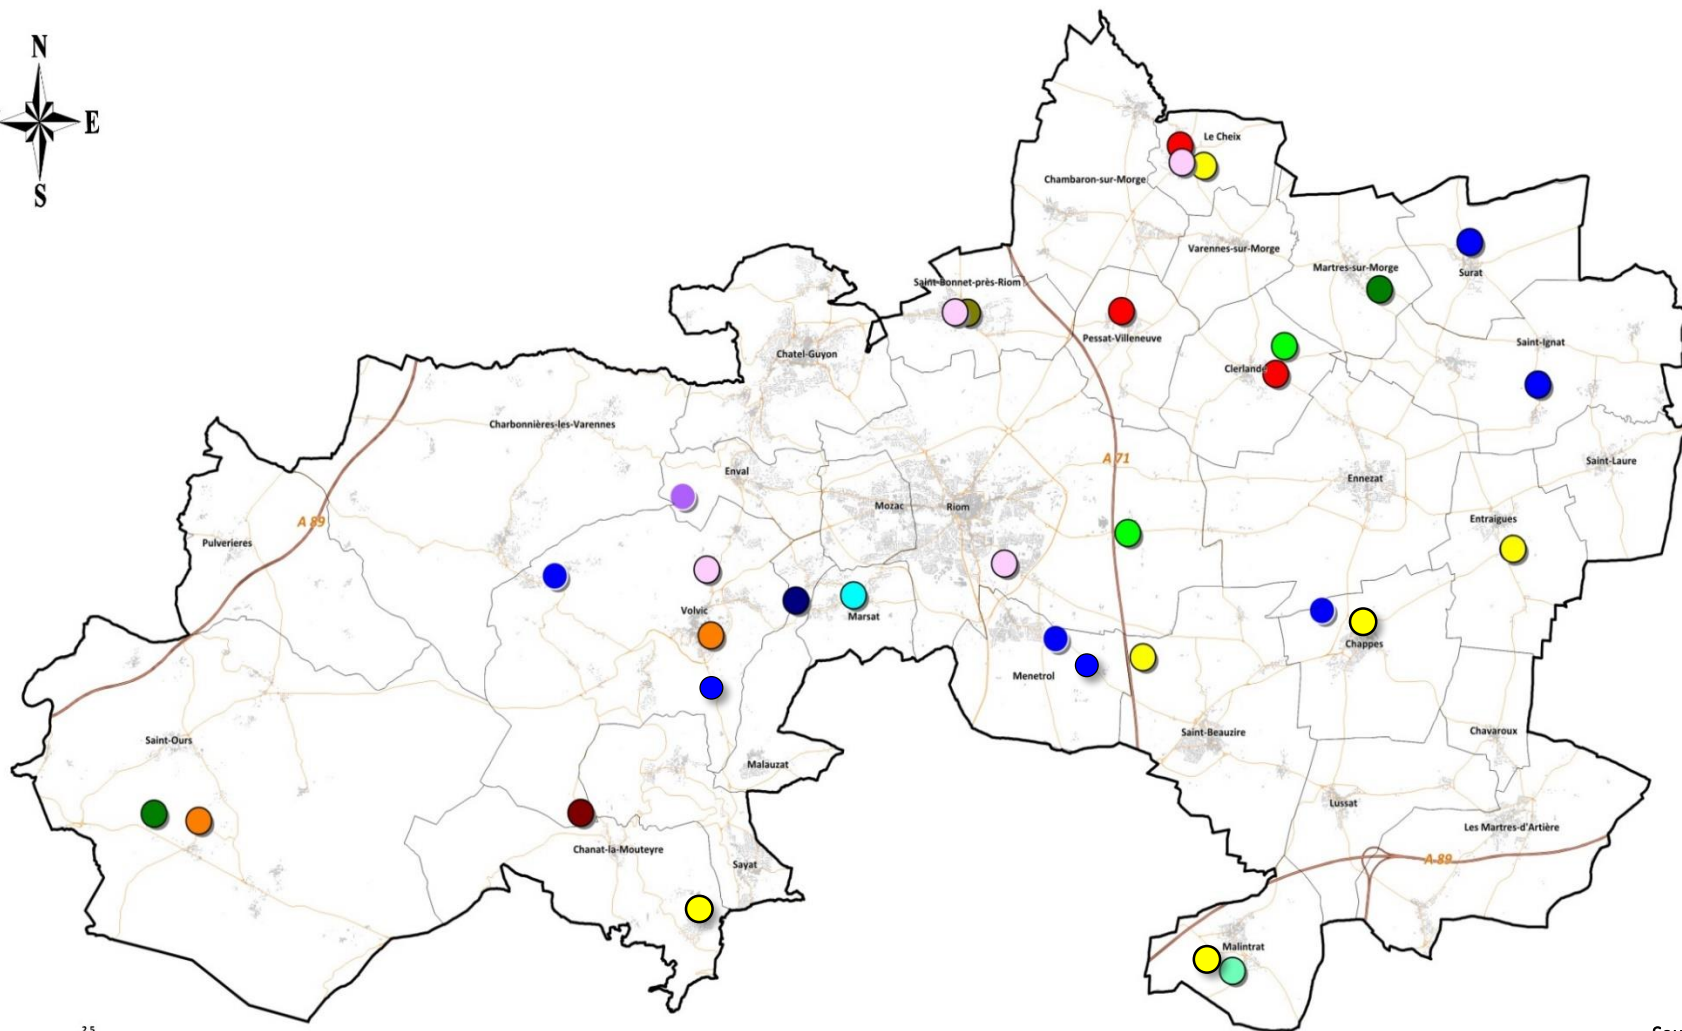 N
E
S
Le Cheix
Chambaron-sur-Morge
Varennes-sur-Morge
Martres-sur-Morge
Surat
Saint-Bonnet-près-Riom
Pessat-Villeneuve
Saint-Ignat
Chatel-Guyon
Clerlande
Charbonnières-les-Varennes
A 71
Saint-Laure
Enval
Ennezat
Mozac
Riom
Entraigues
A 89
Pulverieres
Volvic
Marsat
Chappes
Menetrol
Saint-Beauzire
Chavaroux
Saint-Ours
Malauzat
Lussat
Les Martres-d'Artière
Chanat-la-Mouteyre
A 89
Sayat
Malintrat
2,5